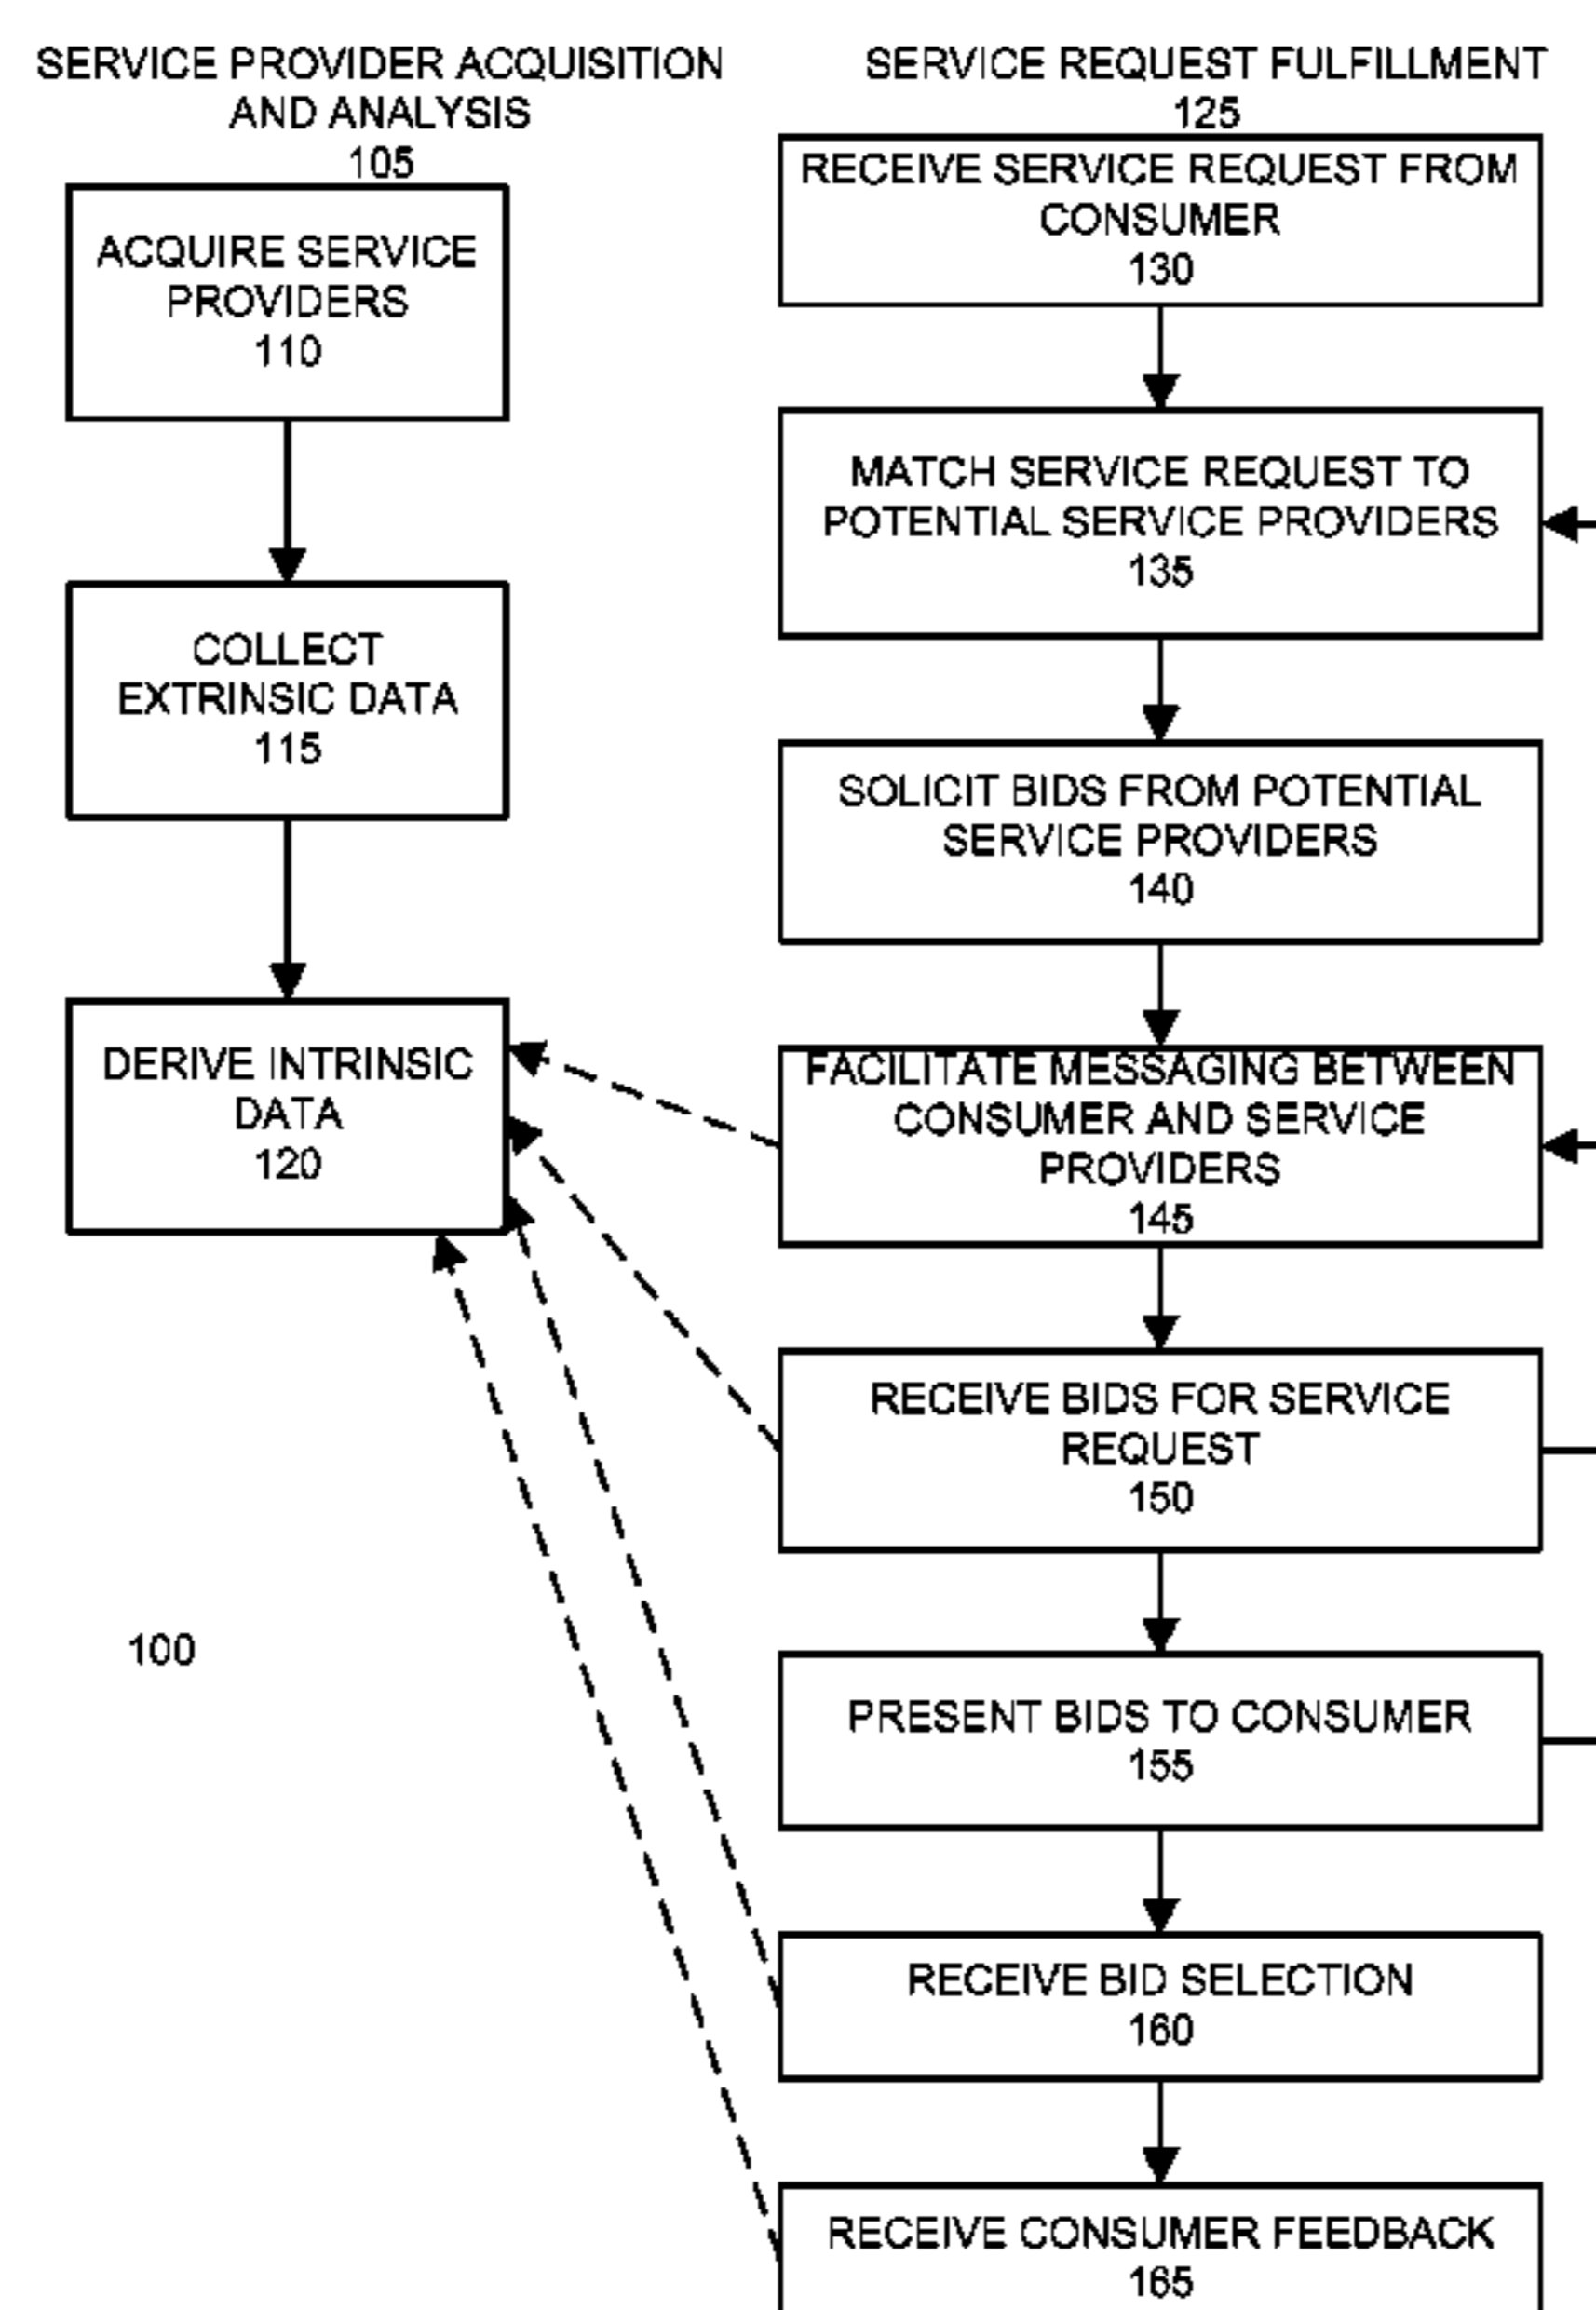 SERVICE PROVIDER ACQUISITION
AND ANALYSIS
105
ACQUIRE SERVICE
PROVIDERS
110
COLLECT
EXTRINSIC DATA
115
DERIVE INTRINSIC
DATA
120
100
SERVICE REQUEST FULFILLMENT
125
RECEIVE SERVICE REQUEST FROM
CONSUMER
130
MATCH SERVICE REQUEST TO
POTENTIAL SERVICE PROVIDERS
135
SOLICIT BIDS FROM POTENTIAL
SERVICE PROVIDERS
140
FACILITATE MESSAGING BETWEEN
CONSUMER AND SERVICE
PROVIDERS
145
RECEIVE BIDS FOR SERVICE
REQUEST
150
PRESENT BIDS TO CONSUMER
155
RECEIVE BID SELECTION
160
RECEIVE CONSUMER FEEDBACK
165